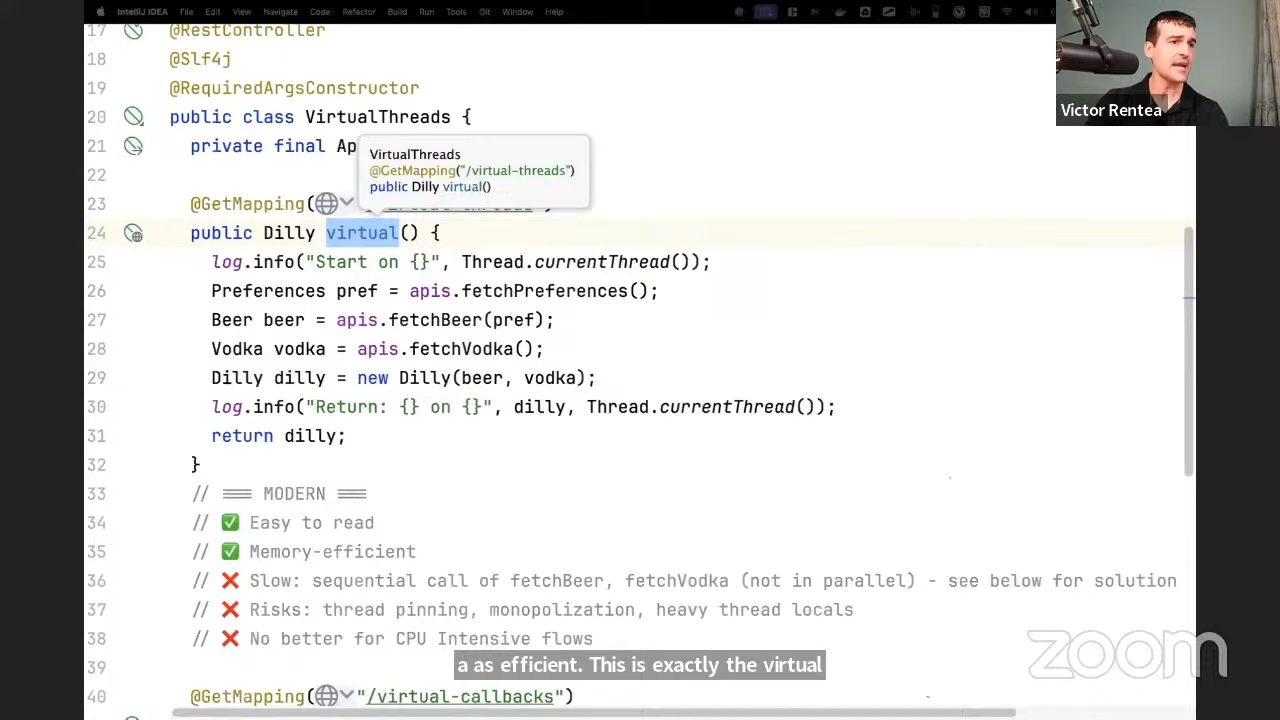 IntelliJ IDEA File Edit View Navigate Code Refactor Build Run Tools Git Window Help
17 @RestController
18 @Slf4j
19 @RequiredArgsConstructor
20 public class VirtualThreads {
21 private final Ap
22
VirtualThreads
@GetMapping("/virtual-threads")
public Dilly virtual()
23 @GetMapping(
24 public Dilly virtual() {
25 log.info("Start on {}", Thread.currentThread());
26 Preferences pref = apis.fetchPreferences();
27 Beer beer = apis.fetchBeer(pref);
28 Vodka vodka = apis.fetchVodka();
29 Dilly dilly = new Dilly(beer, vodka);
30 log.info("Return: {} on {}", dilly, Thread.currentThread());
31 return dilly;
32 }
33 // === MODERN ===
34 // ✅ Easy to read
35 // ✅ Memory-efficient
36 // ❌ Slow: sequential call of fetchBeer, fetchVodka (not in parallel) - see below for solution
37 // ❌ Risks: thread pinning, monopolization, heavy thread locals
38 // ❌ No better for CPU Intensive flows
39
40 @GetMapping("/virtual-callbacks")
a as efficient. This is exactly the virtual
Victor Rentea
zoom